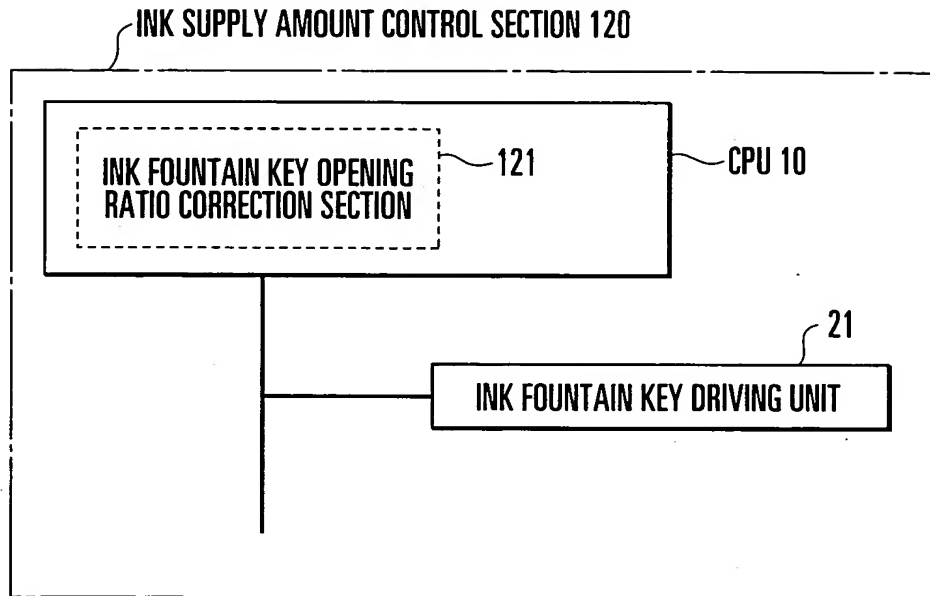 INK SUPPLY AMOUNT CONTROL SECTION 120
INK FOUNTAIN KEY OPENING
RATIO CORRECTION SECTION
121
CPU 10
21
INK FOUNTAIN KEY DRIVING UNIT